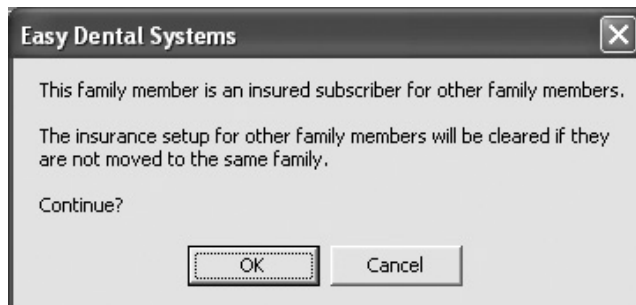 Easy Dental Systems
This family member is an insured subscriber for other family members.
The insurance setup for other family members will be cleared if they
are not moved to the same family.
Continue?
OK Cancel